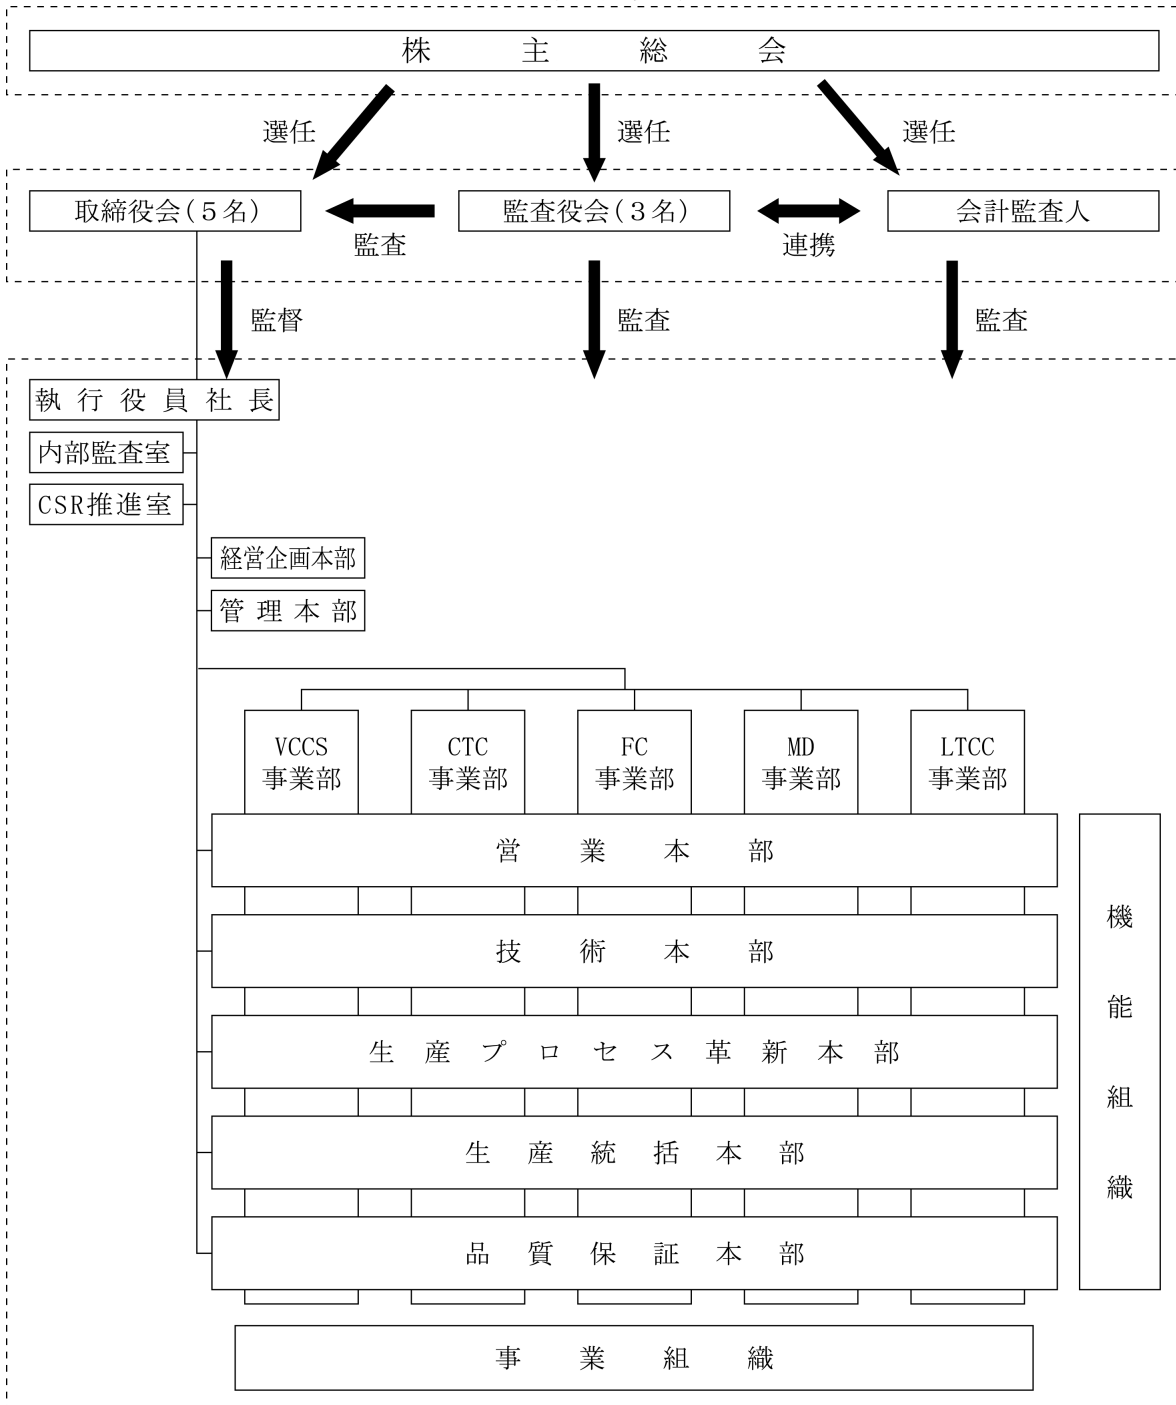 株主総会
選任
選任
選任
取締役会(5名)
監査役会(3名)
会計監査人
監査
連携
監督
監査
監査
執行役員社長
内部監査室
CSR推進室
経営企画本部
管理本部
VCCS
事業部
CTC
事業部
FC
事業部
MD
事業部
LTCC
事業部
営業本部
技術本部
生産プロセス革新本部
生産統括本部
品質保証本部
機能組織
事業組織